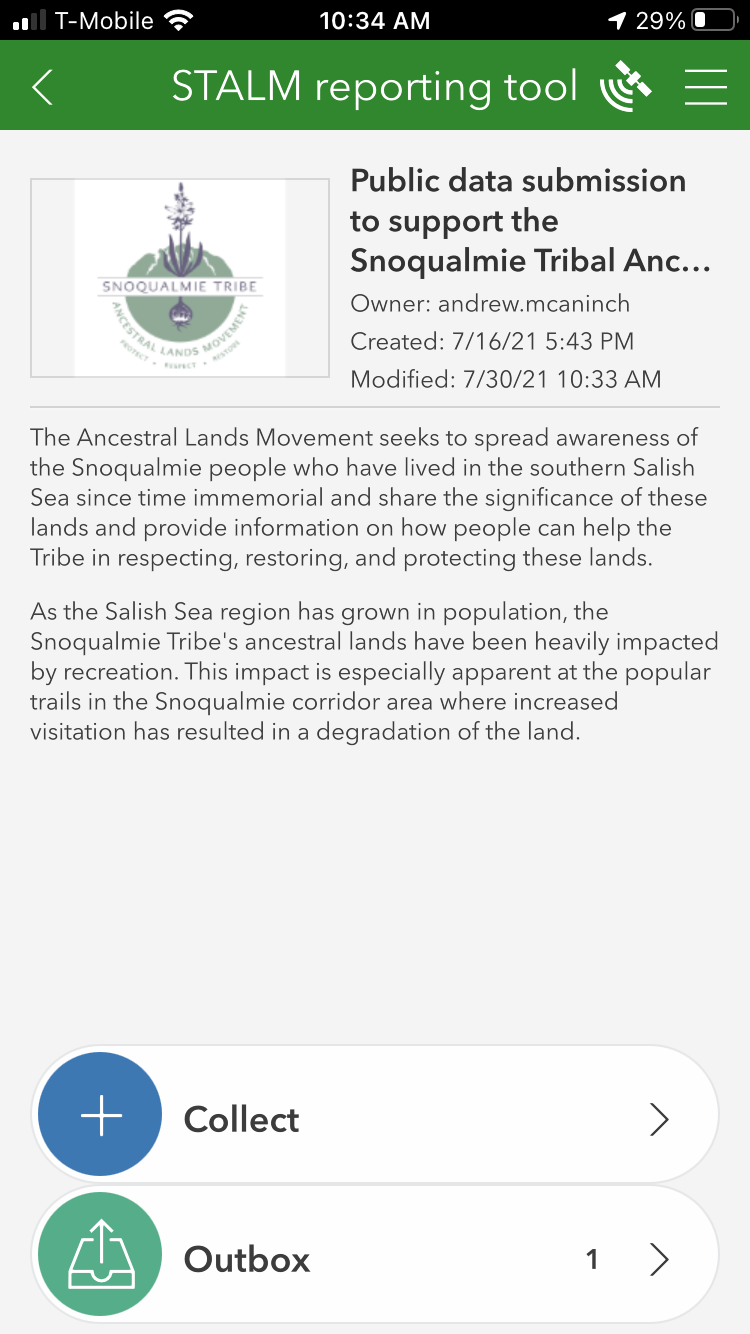 T-Mobile 10:34 AM 29%
STALM reporting tool
Public data submission
to support the
Snoqualmie Tribal Anc...
Owner: andrew.mcaninch
Created: 7/16/21 5:43 PM
Modified: 7/30/21 10:33 AM
SNOQUALMIE TRIBE
ANCESTRAL LANDS MOVEMENT
PROTECT • RESPECT • RESTORE
The Ancestral Lands Movement seeks to spread awareness of
the Snoqualmie people who have lived in the southern Salish
Sea since time immemorial and share the significance of these
lands and provide information on how people can help the
Tribe in respecting, restoring, and protecting these lands.
As the Salish Sea region has grown in population, the
Snoqualmie Tribe's ancestral lands have been heavily impacted
by recreation. This impact is especially apparent at the popular
trails in the Snoqualmie corridor area where increased
visitation has resulted in a degradation of the land.
Collect
Outbox 1